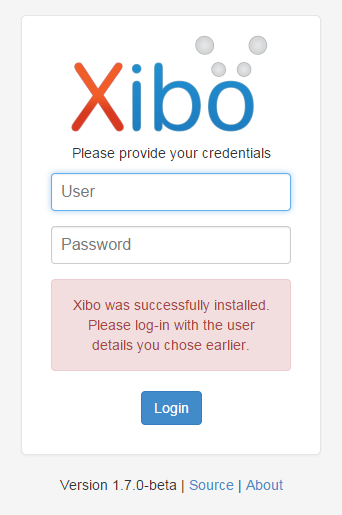 Xibo
Please provide your credentials
User
Password
Xibo was successfully installed.
Please log-in with the user
details you chose earlier.
Login
Version 1.7.0-beta | Source | About